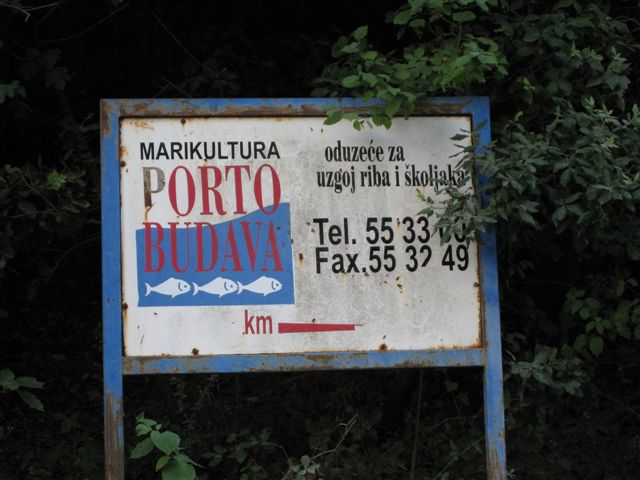 MARIKULTURA
PORTO
BUDAVA
oduzeće za
uzgoj riba i školjaka
Tel. 55 33
Fax.55 32 49
km